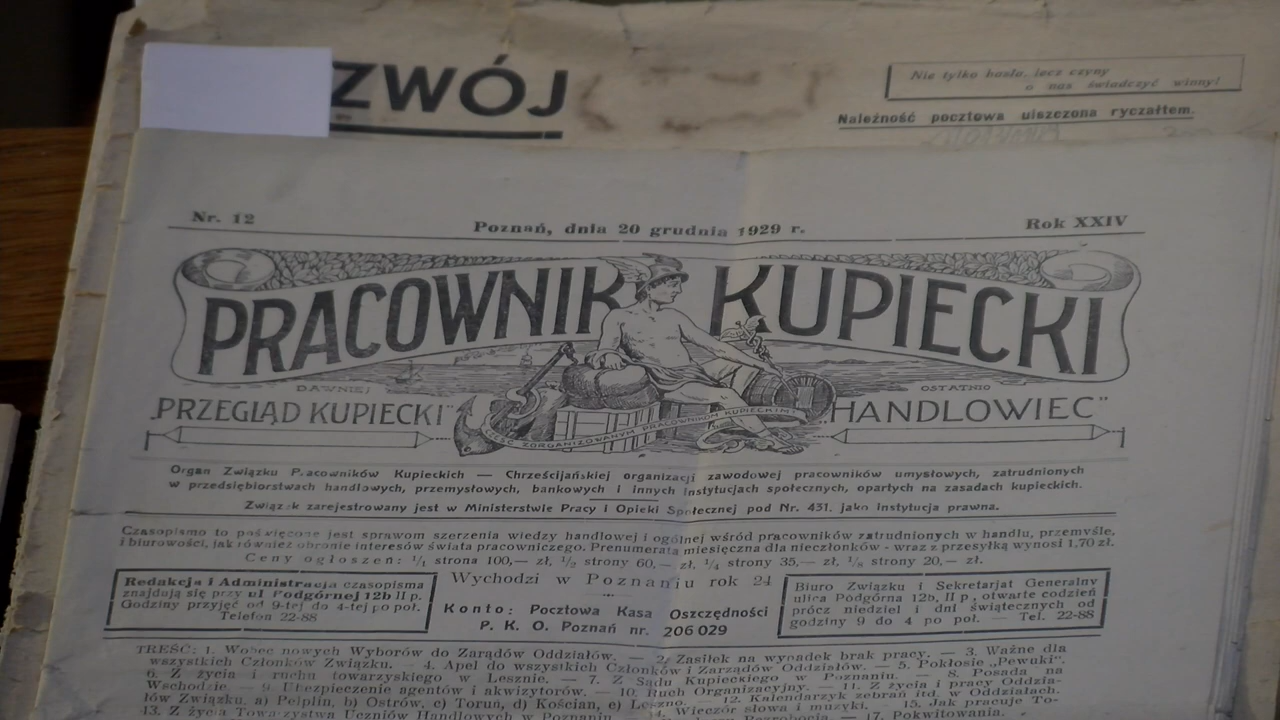 ZWÓJ
Nie tylko hasła, lecz czyny
o nas świadczyć winny!
Należność pocztowa uiszczona ryczałtem.
Nr. 12
Poznań, dnia 20 grudnia 1929 r.
Rok XXIV
PRACOWNIK KUPIECKI
DAWNIEJ
OSTATNIO
„PRZEGLĄD KUPIECKI"
„HANDLOWIEC"
CZEŚĆ ZORGANIZOWANYM PRACOWNIKOM KUPIECKIM!
Organ Związku Pracowników Kupieckich — Chrześcijańskiej organizacji zawodowej pracowników umysłowych, zatrudnionych
w przedsiębiorstwach handlowych, przemysłowych, bankowych i innych instytucjach społecznych, opartych na zasadach kupieckich.
Związek zarejestrowany jest w Ministerstwie Pracy i Opieki Społecznej pod Nr. 431. jako instytucja prawna.
Czasopismo to poświęcone jest sprawom szerzenia wiedzy handlowej i ogólnej wśród pracowników zatrudnionych w handlu, przemyśle,
i biurowości, jak również obronie interesów świata pracowniczego. Prenumerata miesięczna dla nieczłonków - wraz z przesyłką wynosi 1,70 zł.
Ceny ogłoszeń: 1/1 strona 100,— zł, 1/2 strony 60,— zł, 1/4 strony 35,— zł, 1/8 strony 20,— zł.
Redakcja i Administracja czasopisma
znajdują się przy ul Podgórnej 12b II p.
Godziny przyjęć od 9-tej do 4-tej po poł.
Telefon 22-88
Wychodzi w Poznaniu rok 24
Konto: Pocztowa Kasa Oszczędności
P. K. O. Poznań nr. 206 029
Biuro Związku i Sekretarjat Generalny
ulica Podgórna 12b, II p, otwarte codzień
prócz niedziel i dni świątecznych od
godziny 9 do 4 po poł. — Tel. 22-88
TREŚĆ: 1. Wobec nowych Wyborów do Zarządów Oddziałów. — 2. Zasiłek na wypadek brak pracy. — 3. Ważne dla
wszystkich Członków Związku. — 4. Apel do wszystkich Członków i Zarządów Oddziałów. — 5. Pokłosie „Pewuki".
6. Z życia i ruchu towarzyskiego w Lesznie. — 7. Z Sądu Kupieckiego w Poznaniu. — 8. Posada na
Wschodzie. — 9. Ubezpieczenie agentów i akwizytorów. — 10. Ruch Organizacyjny. — 11. Z życia i pracy Oddzia-
łów Związku, a) Pelplin, b) Ostrów, c) Toruń, d) Kościan, e) Leszno. 12. Kalendarzyk zebrań itd. w Oddziałach.
13. Z życia Towarzystwa Uczniów Handlowych w Poznaniu 14. Wieczór słowa i muzyki. — 15. Jak pracuje To-
Bezrobocia. — 17. Pokwitowania.